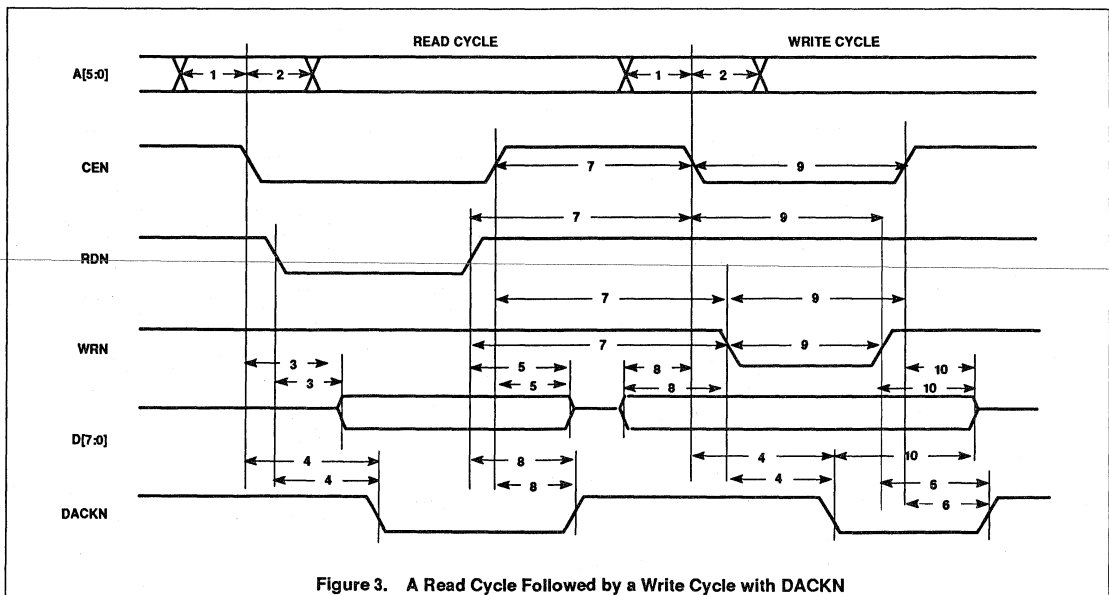 READ CYCLE WRITE CYCLE
A[5:0] 1 2 1 2
CEN 7 9
7 9
RDN
7 9
WRN 7 9
3 5 8 10
3 5 8 10
D[7:0]
4 8 4 10
4 8 4 6
DACKN 6
Figure 3. A Read Cycle Followed by a Write Cycle with DACKN